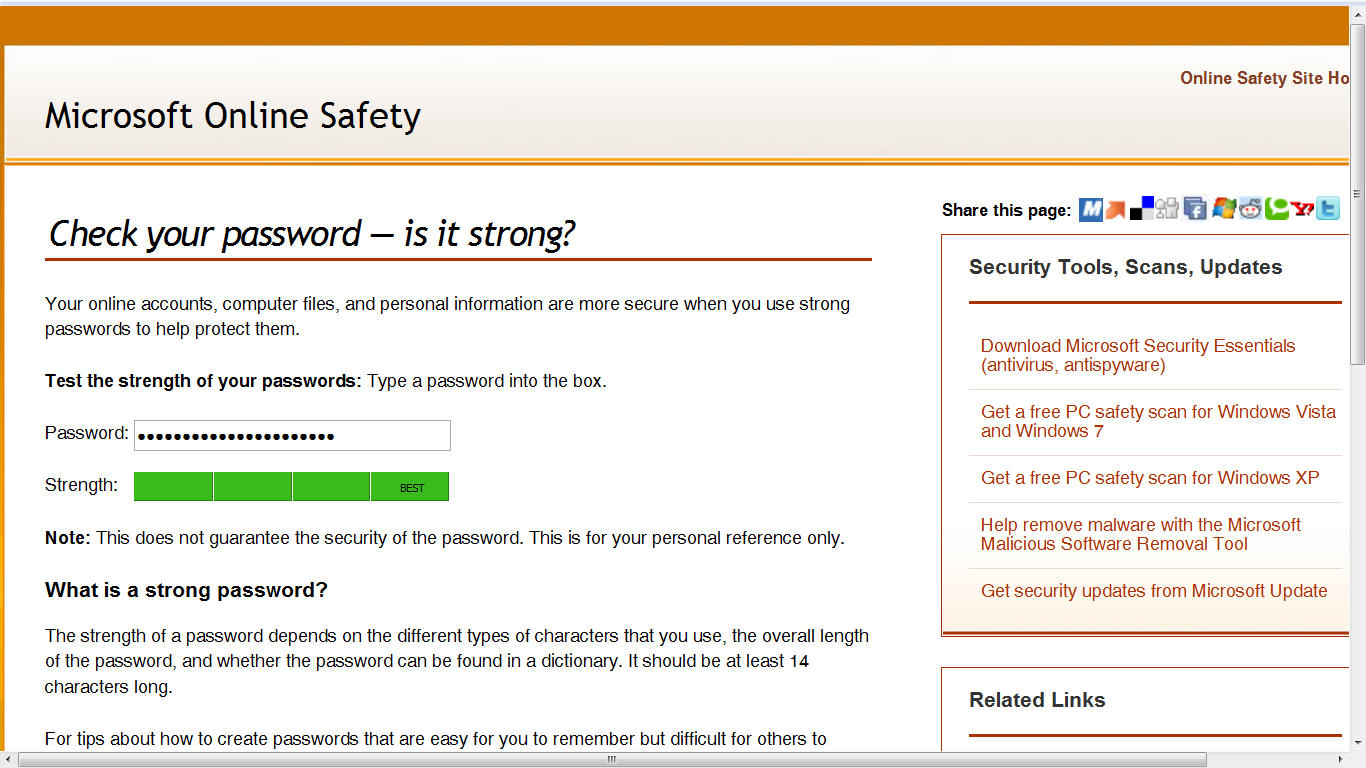 Online Safety Site Ho
Microsoft Online Safety
Check your password — is it strong?
Your online accounts, computer files, and personal information are more secure when you use strong
passwords to help protect them.
Test the strength of your passwords: Type a password into the box.
Password: ••••••••••••••••••••••
Strength: BEST
Note: This does not guarantee the security of the password. This is for your personal reference only.
What is a strong password?
The strength of a password depends on the different types of characters that you use, the overall length
of the password, and whether the password can be found in a dictionary. It should be at least 14
characters long.
For tips about how to create passwords that are easy for you to remember but difficult for others to
Share this page:
Security Tools, Scans, Updates
Download Microsoft Security Essentials
(antivirus, antispyware)
Get a free PC safety scan for Windows Vista
and Windows 7
Get a free PC safety scan for Windows XP
Help remove malware with the Microsoft
Malicious Software Removal Tool
Get security updates from Microsoft Update
Related Links